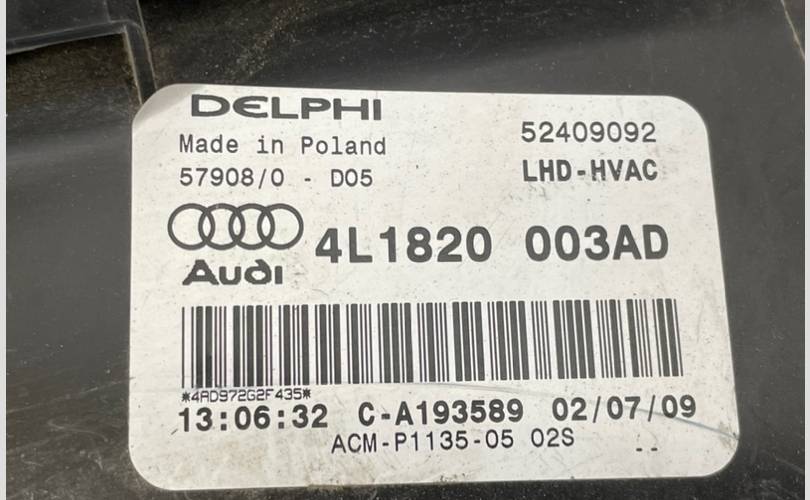 DELPHI
Made in Poland
52409092
57908/0 - D05
LHD-HVAC
Audi
4L1820 003AD
*4AD972G2F435*
13:06:32 C-A193589 02/07/09
ACM-P1135-05 02S --